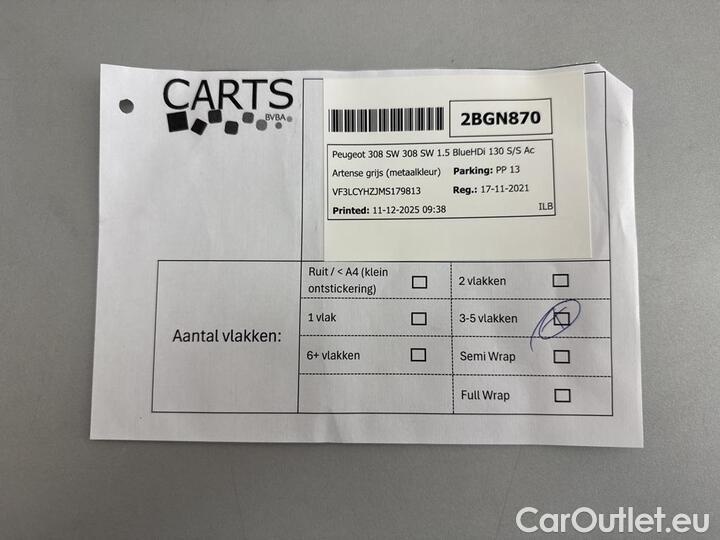 CARTS
BVBA
2BGN870
Peugeot 308 SW 308 SW 1.5 BlueHDi 130 S/S Ac
Artense grijs (metaalkleur) Parking: PP 13
VF3LCYHZJMS179813 Reg.: 17-11-2021
Printed: 11-12-2025 09:38 ILB
Aantal vlakken:
Ruit / < A4 (klein
ontstickering)
2 vlakken
1 vlak
3-5 vlakken
6+ vlakken
Semi Wrap
Full Wrap
CarOutlet.eu